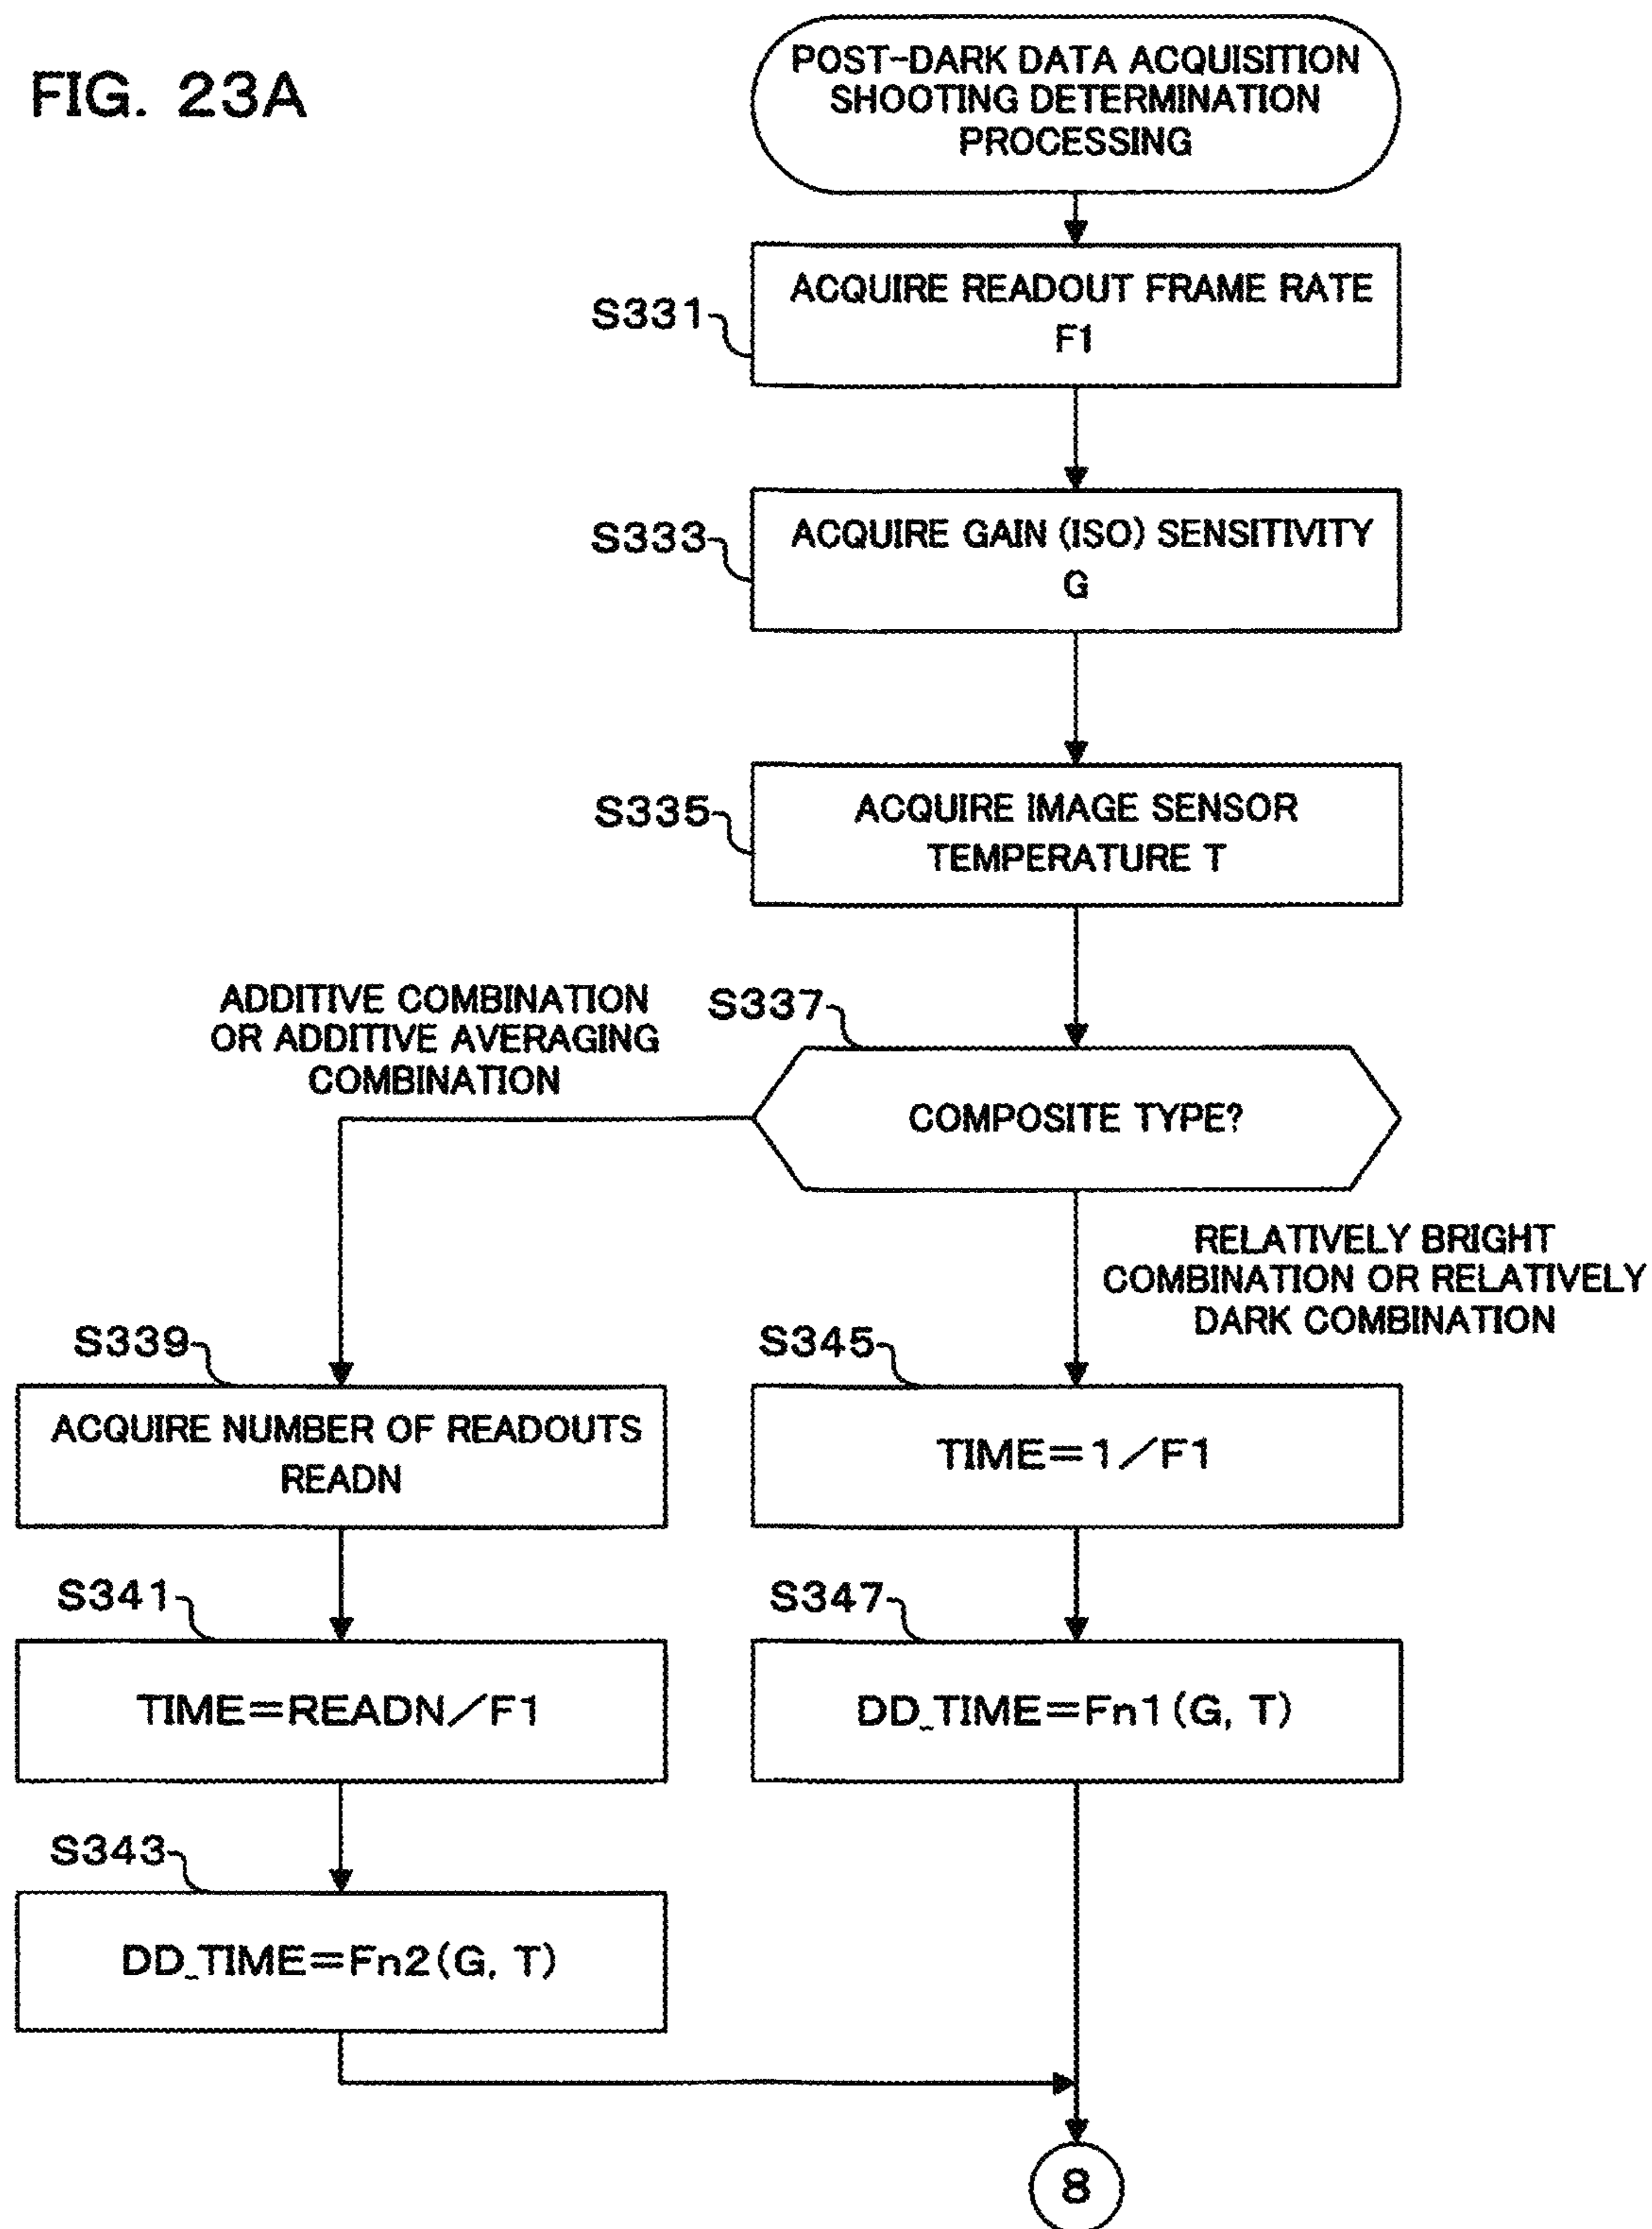 FIG. 23A
POST-DARK DATA ACQUISITION
SHOOTING DETERMINATION
PROCESSING
S331
ACQUIRE READOUT FRAME RATE
F1
S333
ACQUIRE GAIN (ISO) SENSITIVITY
G
S335
ACQUIRE IMAGE SENSOR
TEMPERATURE T
ADDITIVE COMBINATION
OR ADDITIVE AVERAGING
COMBINATION
S337
COMPOSITE TYPE?
RELATIVELY BRIGHT
COMBINATION OR RELATIVELY
DARK COMBINATION
S339
ACQUIRE NUMBER OF READOUTS
READN
S341
TIME=READN/F1
S343
DD_TIME=Fn2(G, T)
S345
TIME=1/F1
S347
DD_TIME=Fn1(G, T)
8